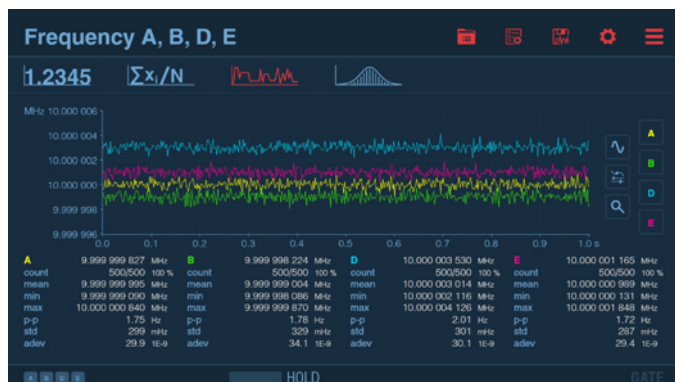 Frequency A, B, D, E
1.2345 ∑xᵢ/N
MHz 10.000 006
10.000 004
10.000 002
10.000 000
9.999 998
9.999 996
0.0 0.1 0.2 0.3 0.4 0.5 0.6 0.7 0.8 0.9 1.0 s
A
B
D
E
A 9.999 999 827 MHz B 9.999 998 224 MHz D 10.000 003 530 MHz E 10.000 001 165 MHz
count 500/500 100 % count 500/500 100 % count 500/500 100 % count 500/500 100 %
mean 9.999 999 995 MHz mean 9.999 999 004 MHz mean 10.000 003 014 MHz mean 10.000 000 989 MHz
min 9.999 999 090 MHz min 9.999 998 086 MHz min 10.000 002 116 MHz min 10.000 000 131 MHz
max 10.000 000 840 MHz max 9.999 999 870 MHz max 10.000 004 126 MHz max 10.000 001 848 MHz
p-p 1.75 Hz p-p 1.78 Hz p-p 2.01 Hz p-p 1.72 Hz
std 299 mHz std 329 mHz std 301 mHz std 287 mHz
adev 29.9 1E-9 adev 34.1 1E-9 adev 30.1 1E-9 adev 29.4 1E-9
A B D E HOLD GATE